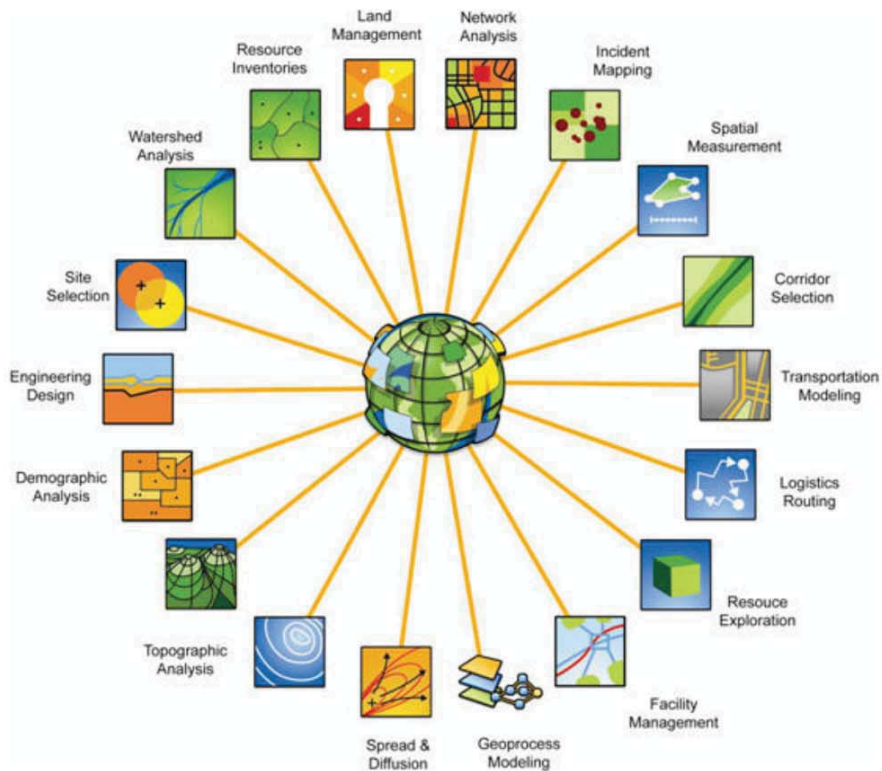 Land
Management
Network
Analysis
Incident
Mapping
Spatial
Measurement
Corridor
Selection
Transportation
Modeling
Logistics
Routing
Resouce
Exploration
Facility
Management
Geoprocess
Modeling
Spread &
Diffusion
Topographic
Analysis
Demographic
Analysis
Engineering
Design
Site
Selection
Watershed
Analysis
Resource
Inventories